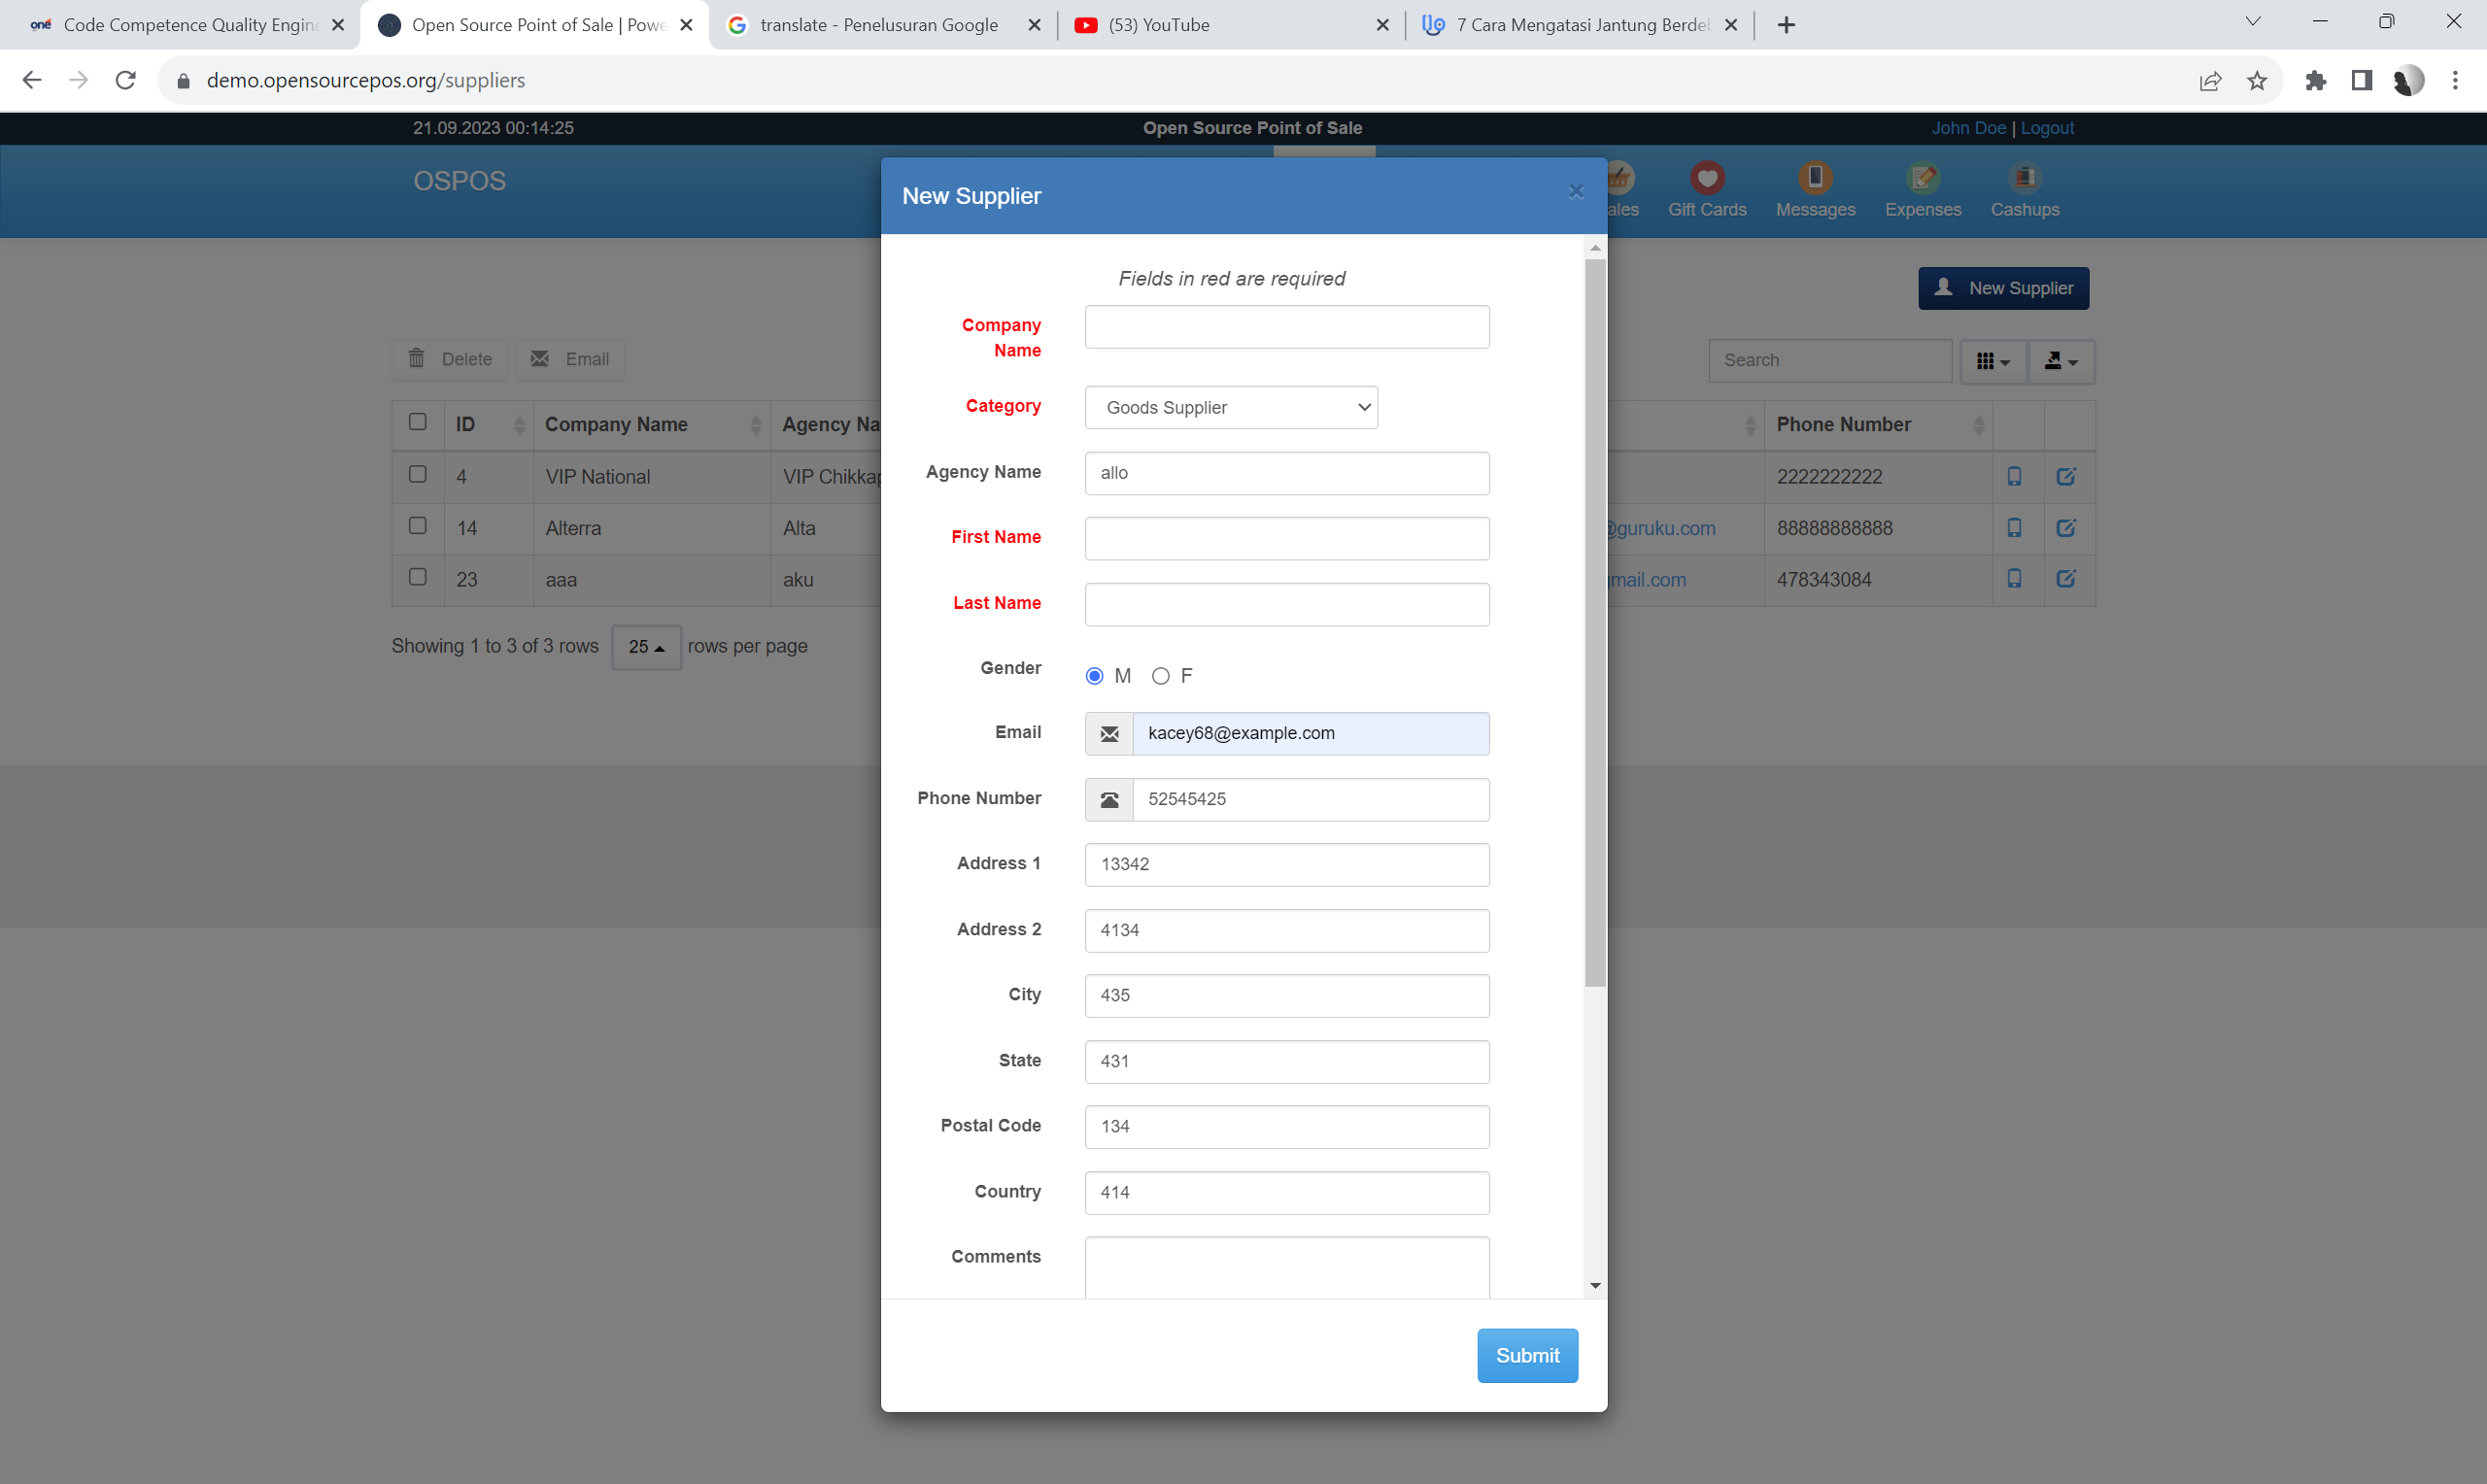 Code Competence Quality Engine
Open Source Point of Sale | Powe
translate - Penelusuran Google
(53) YouTube
7 Cara Mengatasi Jantung Berdeb
demo.opensourcepos.org/suppliers
21.09.2023 00:14:25
Open Source Point of Sale
John Doe | Logout
OSPOS
ales
Gift Cards
Messages
Expenses
Cashups
New Supplier
Delete
Email
Search
ID
Company Name
Agency Na
Phone Number
4
VIP National
VIP Chikkap
2222222222
14
Alterra
Alta
@guruku.com
88888888888
23
aaa
aku
mail.com
478343084
Showing 1 to 3 of 3 rows
25
rows per page
New Supplier
×
Fields in red are required
Company
Name
Category
Goods Supplier
Agency Name
allo
First Name
Last Name
Gender
M
F
Email
kacey68@example.com
Phone Number
52545425
Address 1
13342
Address 2
4134
City
435
State
431
Postal Code
134
Country
414
Comments
Submit